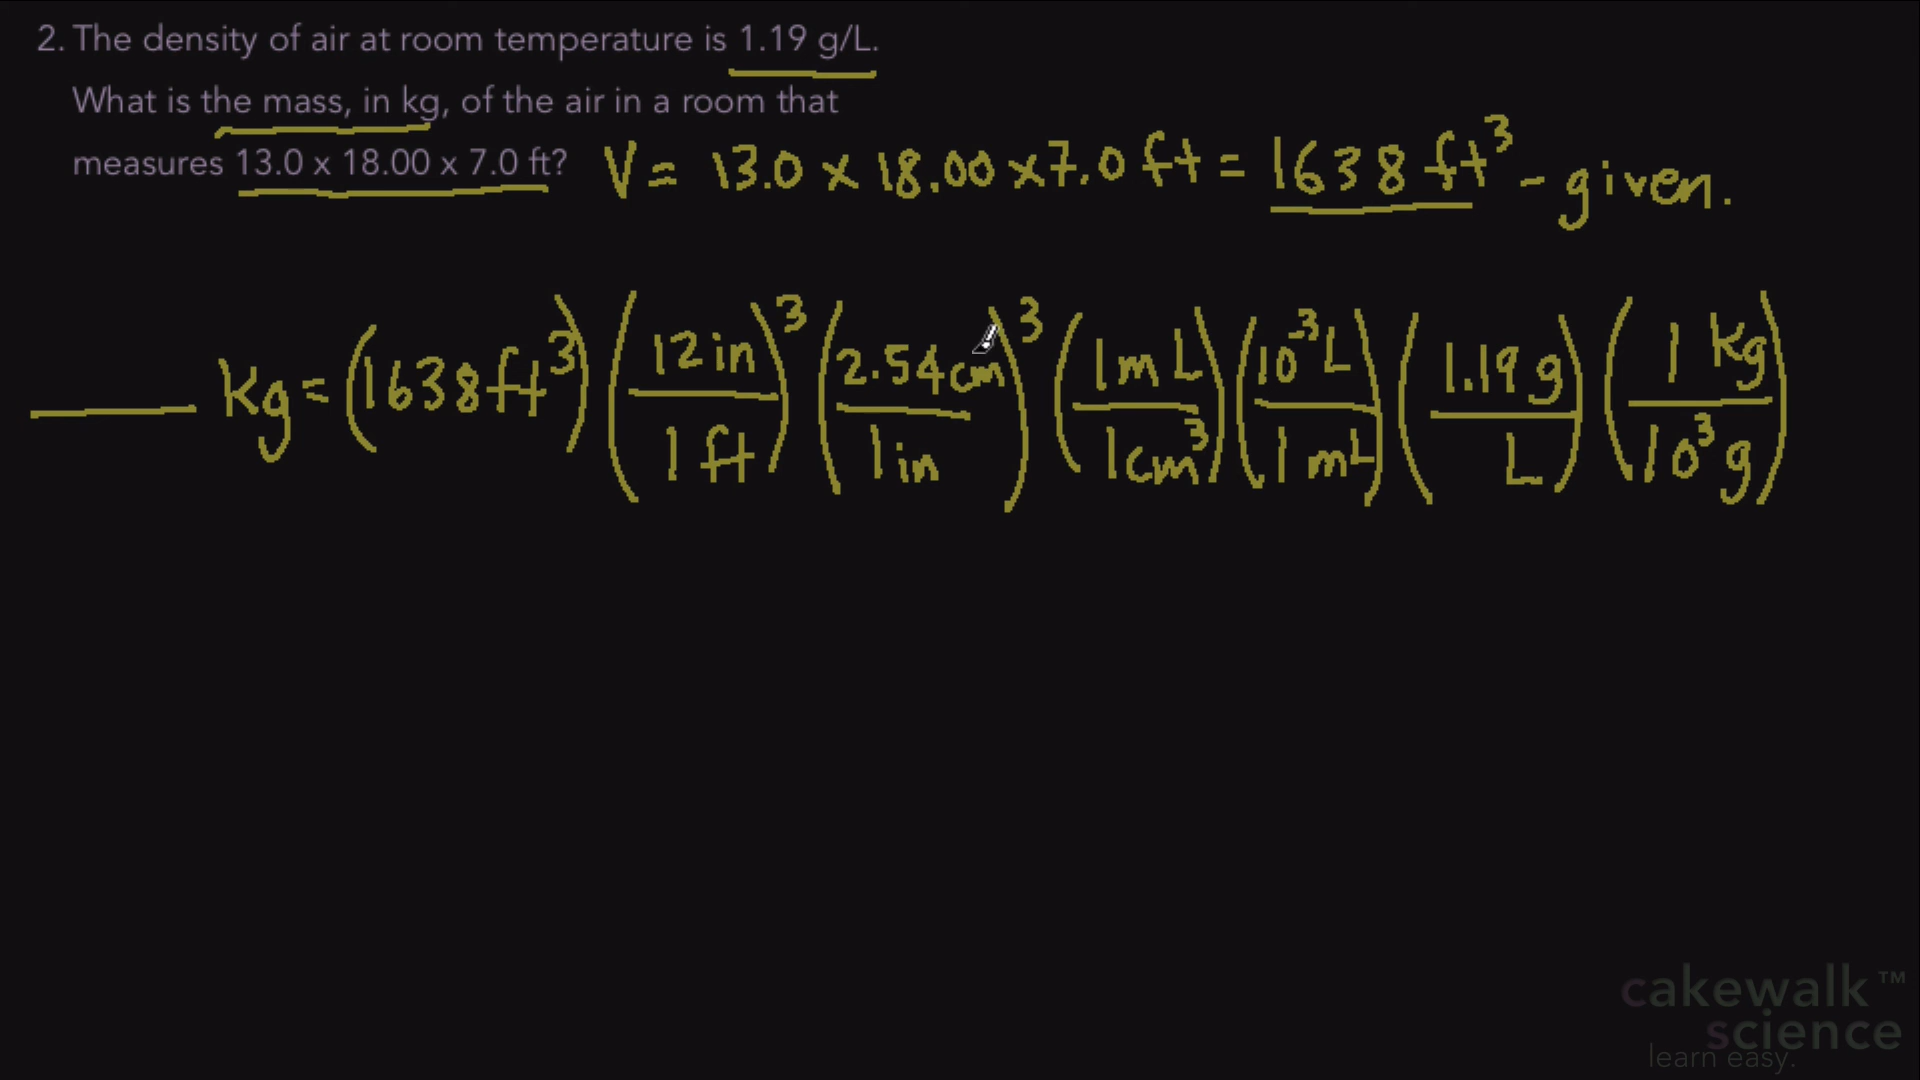 2. The density of air at room temperature is 1.19 g/L.
What is the mass, in kg, of the air in a room that
measures 13.0 x 18.00 x 7.0 ft?
V = 13.0 x 18.00 x 7.0 ft = 1638 ft³ - given.
____ kg = (1638 ft³) (12 in / 1 ft)³ (2.54 cm / 1 in)³ (1 mL / 1 cm³) (10⁻³ L / 1 mL) (1.19 g / L) (1 kg / 10³ g)
cakewalk™
science
learn easy.